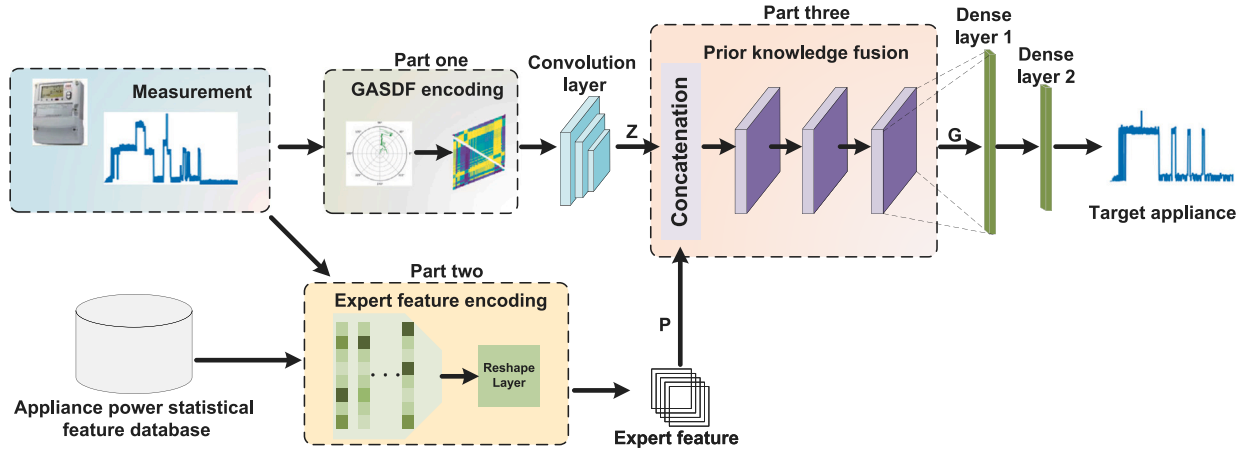 Part three
Dense
layer 1
Prior knowledge fusion
Part one
Convolution
layer
Dense
layer 2
Measurement
GASDF encoding
Z
Concatenation
G
Target appliance
Part two
Expert feature encoding
P
Reshape
Layer
Appliance power statistical
feature database
Expert feature